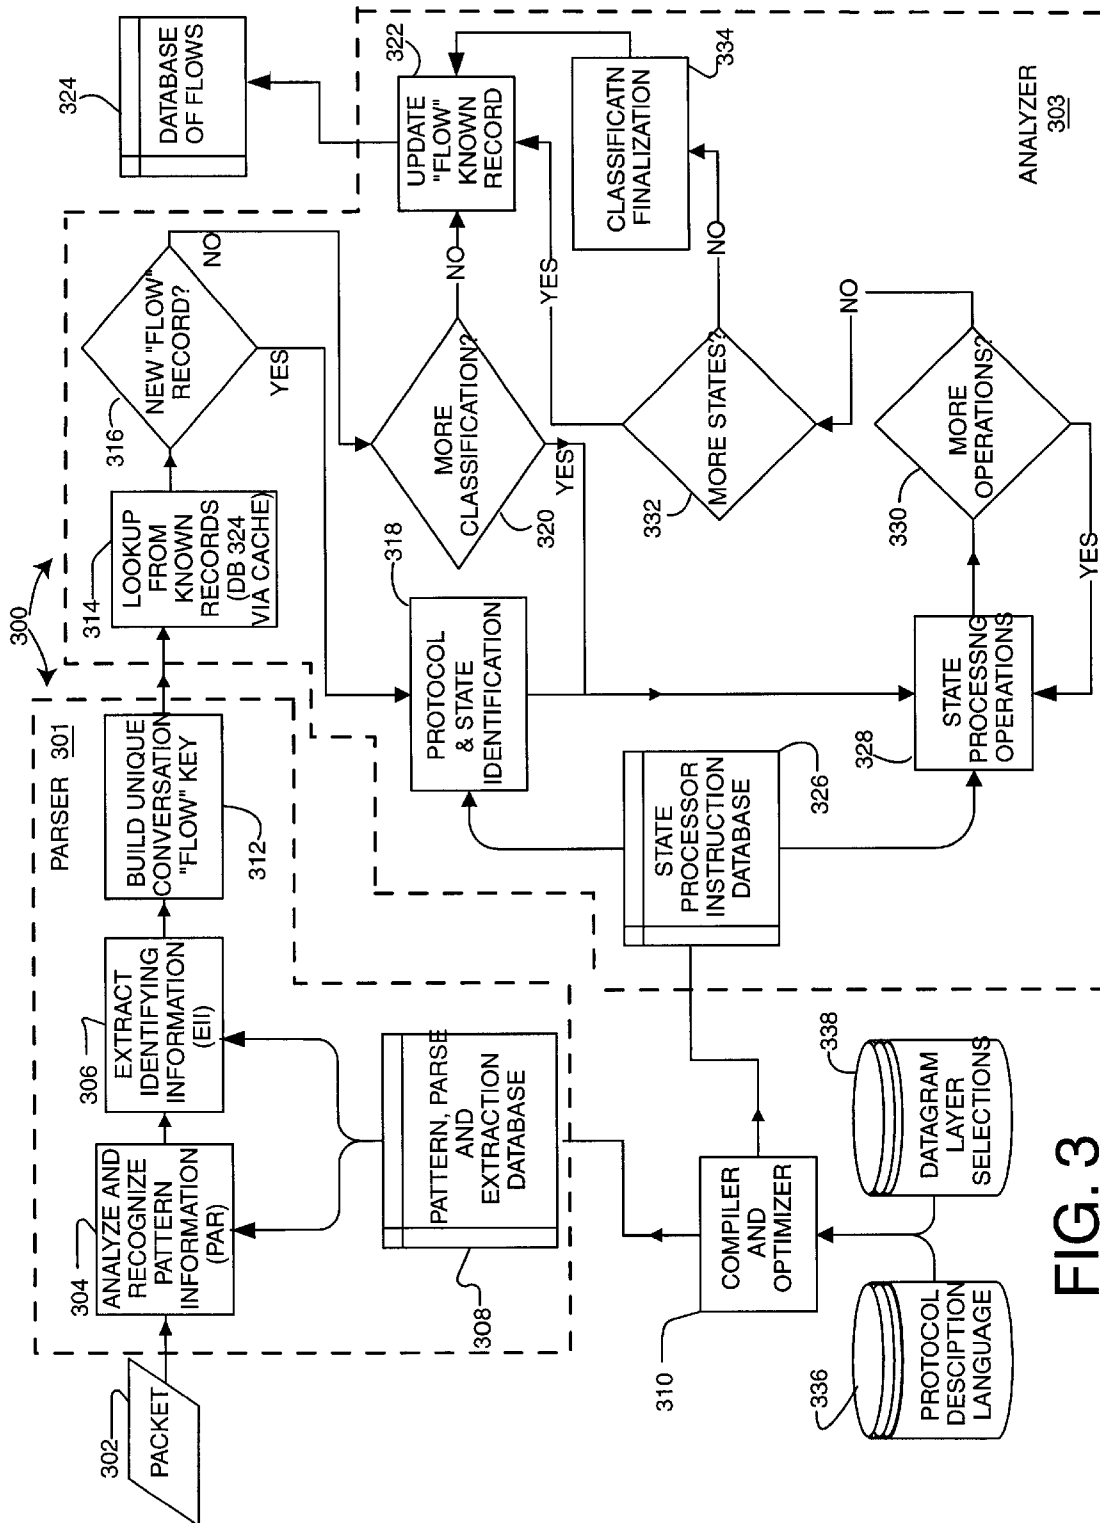 300
PARSER 301
302
PACKET
304
ANALYZE AND
RECOGNIZE
PATTERN
INFORMATION
(PAR)
306
EXTRACT
IDENTIFYING
INFORMATION
(EII)
BUILD UNIQUE
CONVERSATION
"FLOW" KEY
312
314
LOOKUP
FROM
KNOWN
RECORDS
(DB 324
VIA CACHE)
316
NEW "FLOW"
RECORD?
NO
YES
324
DATABASE
OF FLOWS
PATTERN, PARSE
AND
EXTRACTION
DATABASE
308
318
PROTOCOL
& STATE
IDENTIFICATION
MORE
CLASSIFICATION?
320
NO
YES
322
UPDATE
"FLOW"
KNOWN
RECORD
YES
CLASSIFICATN
FINALIZATION
334
NO
MORE STATES?
332
STATE
PROCESSOR
INSTRUCTION
DATABASE
326
310
COMPILER
AND
OPTIMIZER
328
STATE
PROCESSNG
OPERATIONS
330
MORE
OPERATIONS?
NO
YES
336
PROTOCOL
DESCIPTION
LANGUAGE
338
DATAGRAM
LAYER
SELECTIONS
ANALYZER
303
FIG. 3